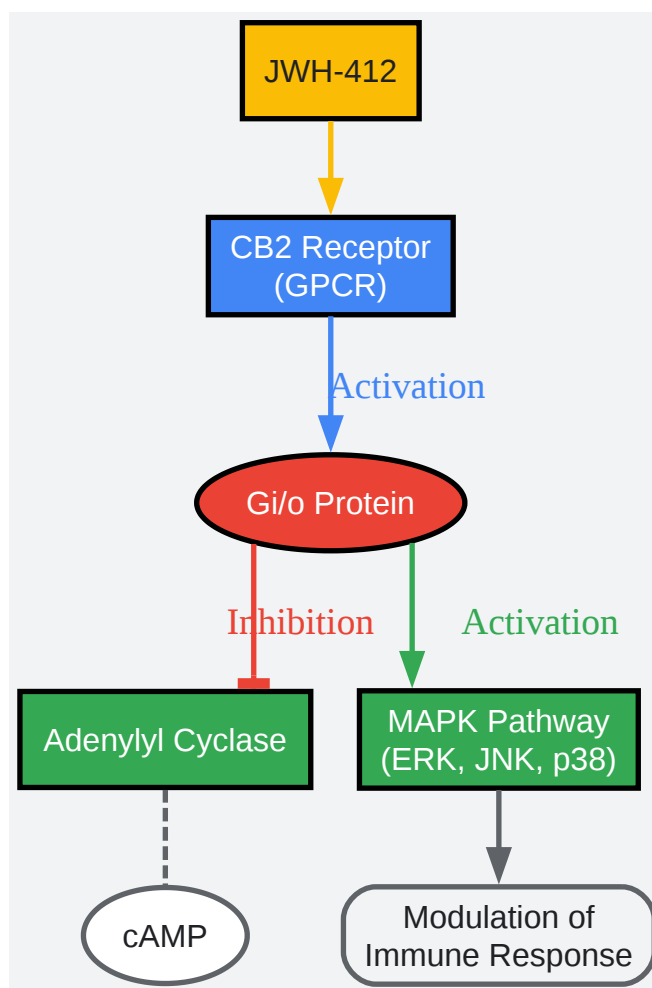 JWH-412
CB2 Receptor
(GPCR)
Activation
Gi/o Protein
Inhibition
Activation
Adenylyl Cyclase
MAPK Pathway
(ERK, JNK, p38)
cAMP
Modulation of
Immune Response